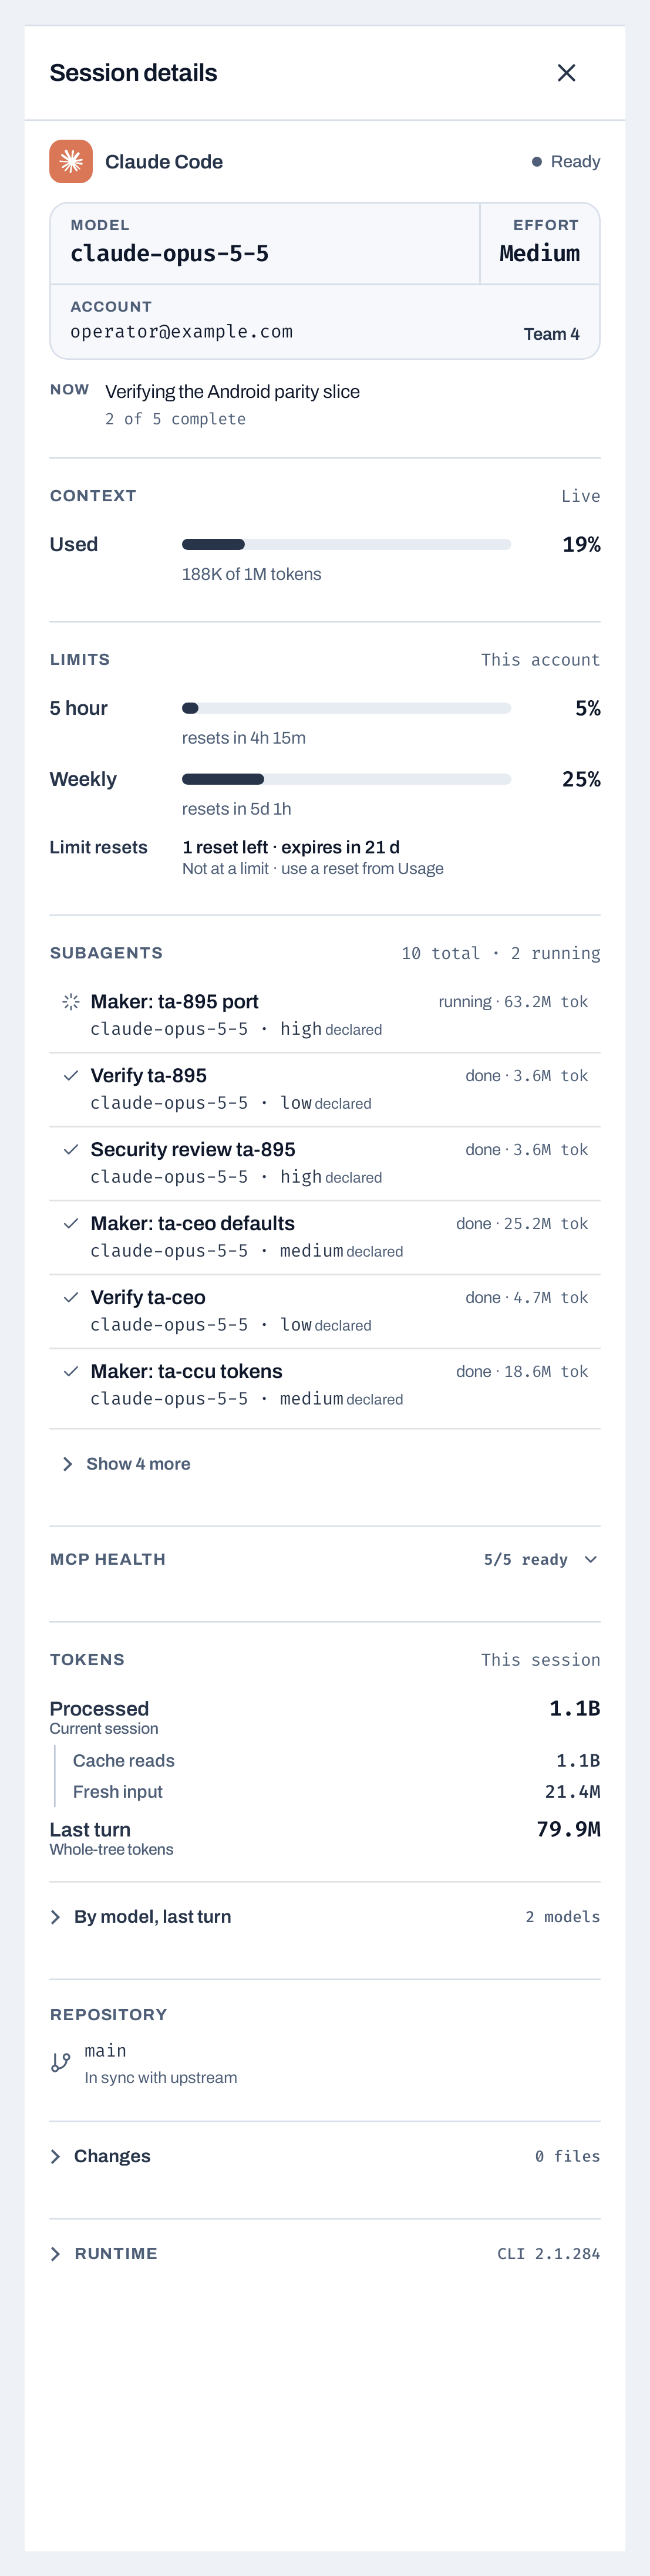 Session details
Claude Code
Ready
MODEL
EFFORT
claude-opus-5-5
Medium
ACCOUNT
operator@example.com
Team 4
NOW
Verifying the Android parity slice
2 of 5 complete
CONTEXT
Live
Used
19%
188K of 1M tokens
LIMITS
This account
5 hour
5%
resets in 4h 15m
Weekly
25%
resets in 5d 1h
Limit resets
1 reset left · expires in 21 d
Not at a limit · use a reset from Usage
SUBAGENTS
10 total · 2 running
Maker: ta-895 port
running · 63.2M tok
claude-opus-5-5 · high declared
Verify ta-895
done · 3.6M tok
claude-opus-5-5 · low declared
Security review ta-895
done · 3.6M tok
claude-opus-5-5 · high declared
Maker: ta-ceo defaults
done · 25.2M tok
claude-opus-5-5 · medium declared
Verify ta-ceo
done · 4.7M tok
claude-opus-5-5 · low declared
Maker: ta-ccu tokens
done · 18.6M tok
claude-opus-5-5 · medium declared
Show 4 more
MCP HEALTH
5/5 ready
TOKENS
This session
Processed
1.1B
Current session
Cache reads
1.1B
Fresh input
21.4M
Last turn
79.9M
Whole-tree tokens
By model, last turn
2 models
REPOSITORY
main
In sync with upstream
Changes
0 files
RUNTIME
CLI 2.1.284